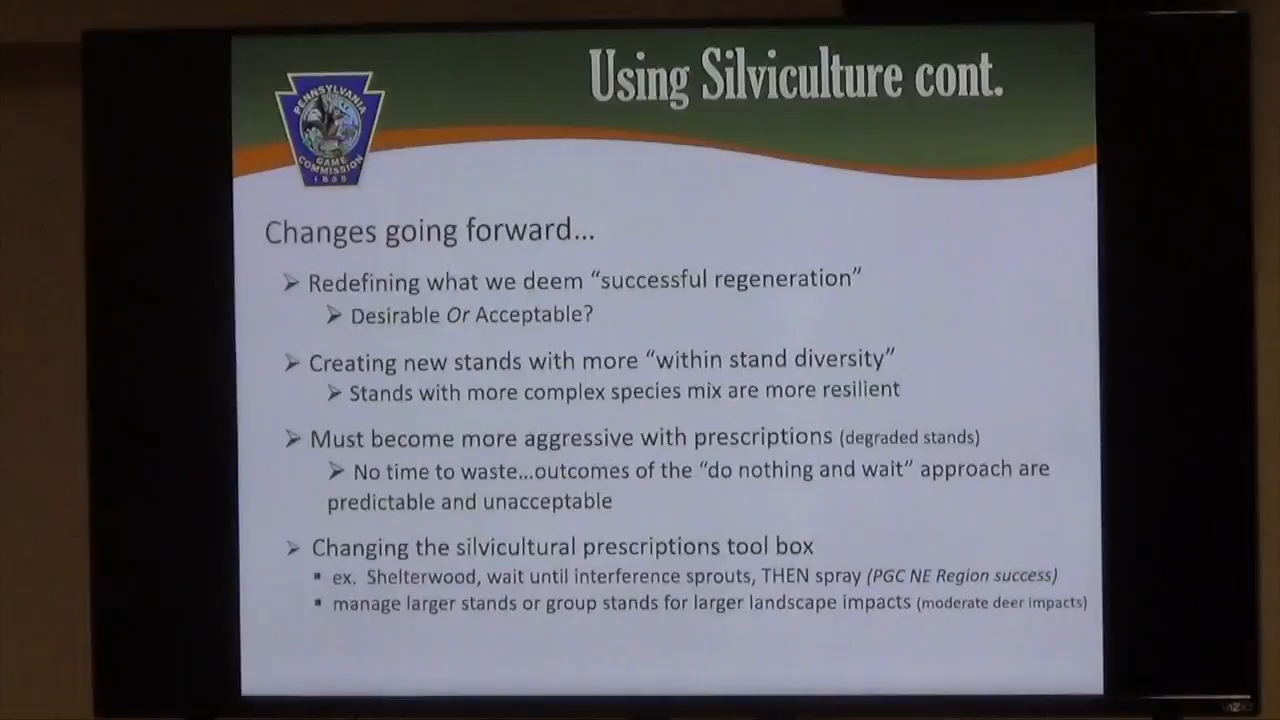 Using Silviculture cont.
PENNSYLVANIA
GAME
COMMISSION
Changes going forward...
➢ Redefining what we deem “successful regeneration”
➢ Desirable Or Acceptable?
➢ Creating new stands with more “within stand diversity”
➢ Stands with more complex species mix are more resilient
➢ Must become more aggressive with prescriptions (degraded stands)
➢ No time to waste...outcomes of the “do nothing and wait” approach are
predictable and unacceptable
➢ Changing the silvicultural prescriptions tool box
▪ ex. Shelterwood, wait until interference sprouts, THEN spray (PGC NE Region success)
▪ manage larger stands or group stands for larger landscape impacts (moderate deer impacts)
VIZIO